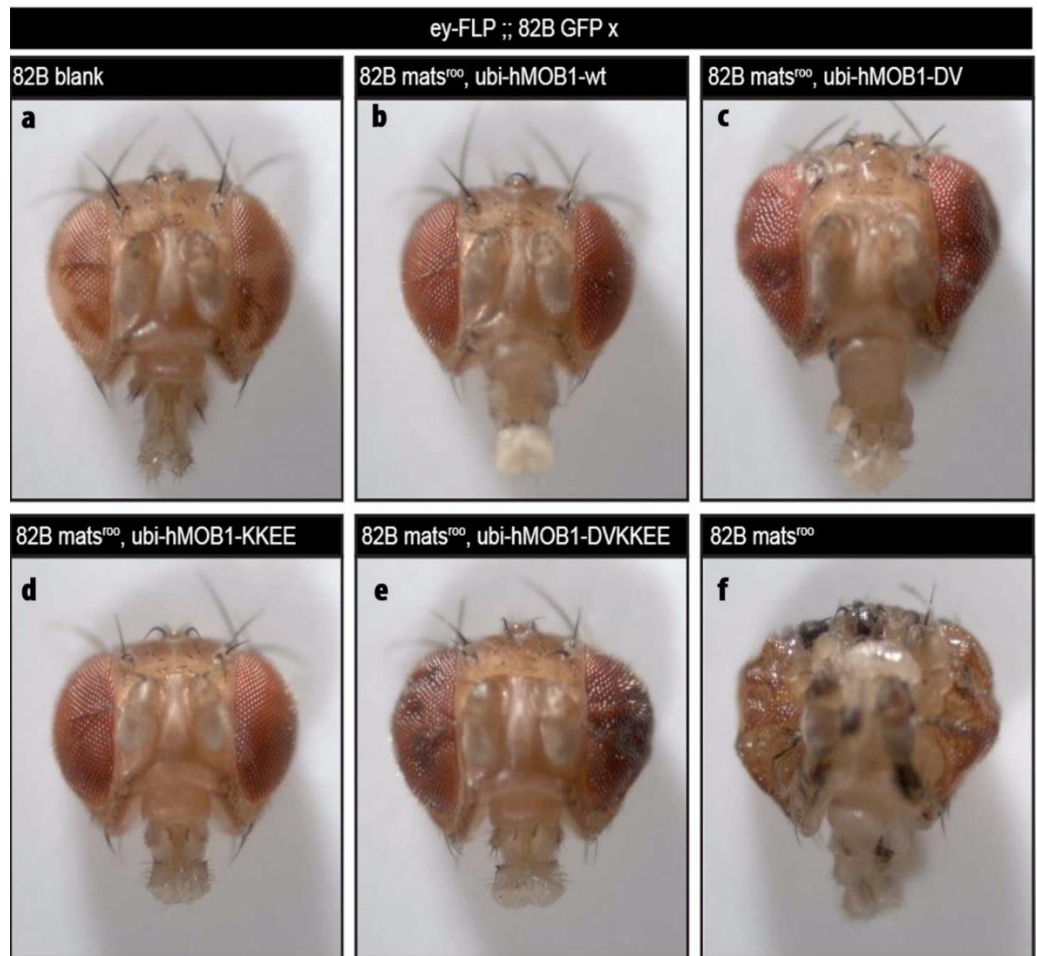 ey-FLP ;; 82B GFP x
82B blank
82B matsʳᵒᵒ, ubi-hMOB1-wt
82B matsʳᵒᵒ, ubi-hMOB1-DV
a
b
c
82B matsʳᵒᵒ, ubi-hMOB1-KKEE
82B matsʳᵒᵒ, ubi-hMOB1-DVKKEE
82B matsʳᵒᵒ
d
e
f